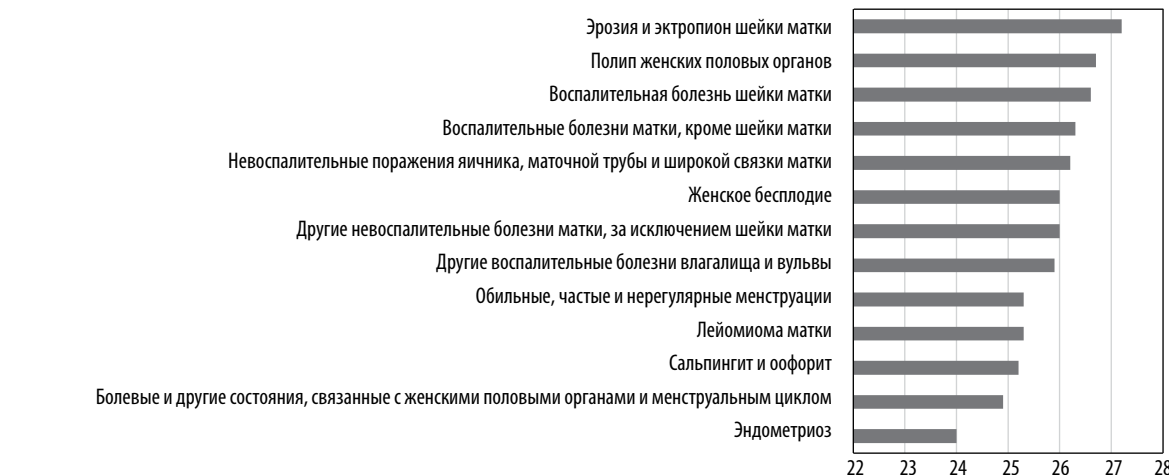 Эрозия и эктропион шейки матки
Полип женских половых органов
Воспалительная болезнь шейки матки
Воспалительные болезни матки, кроме шейки матки
Невоспалительные поражения яичника, маточной трубы и широкой связки матки
Женское бесплодие
Другие невоспалительные болезни матки, за исключением шейки матки
Другие воспалительные болезни влагалища и вульвы
Обильные, частые и нерегулярные менструации
Лейомиома матки
Сальпингит и оофорит
Болевые и другие состояния, связанные с женскими половыми органами и менструальным циклом
Эндометриоз
22 23 24 25 26 27 28